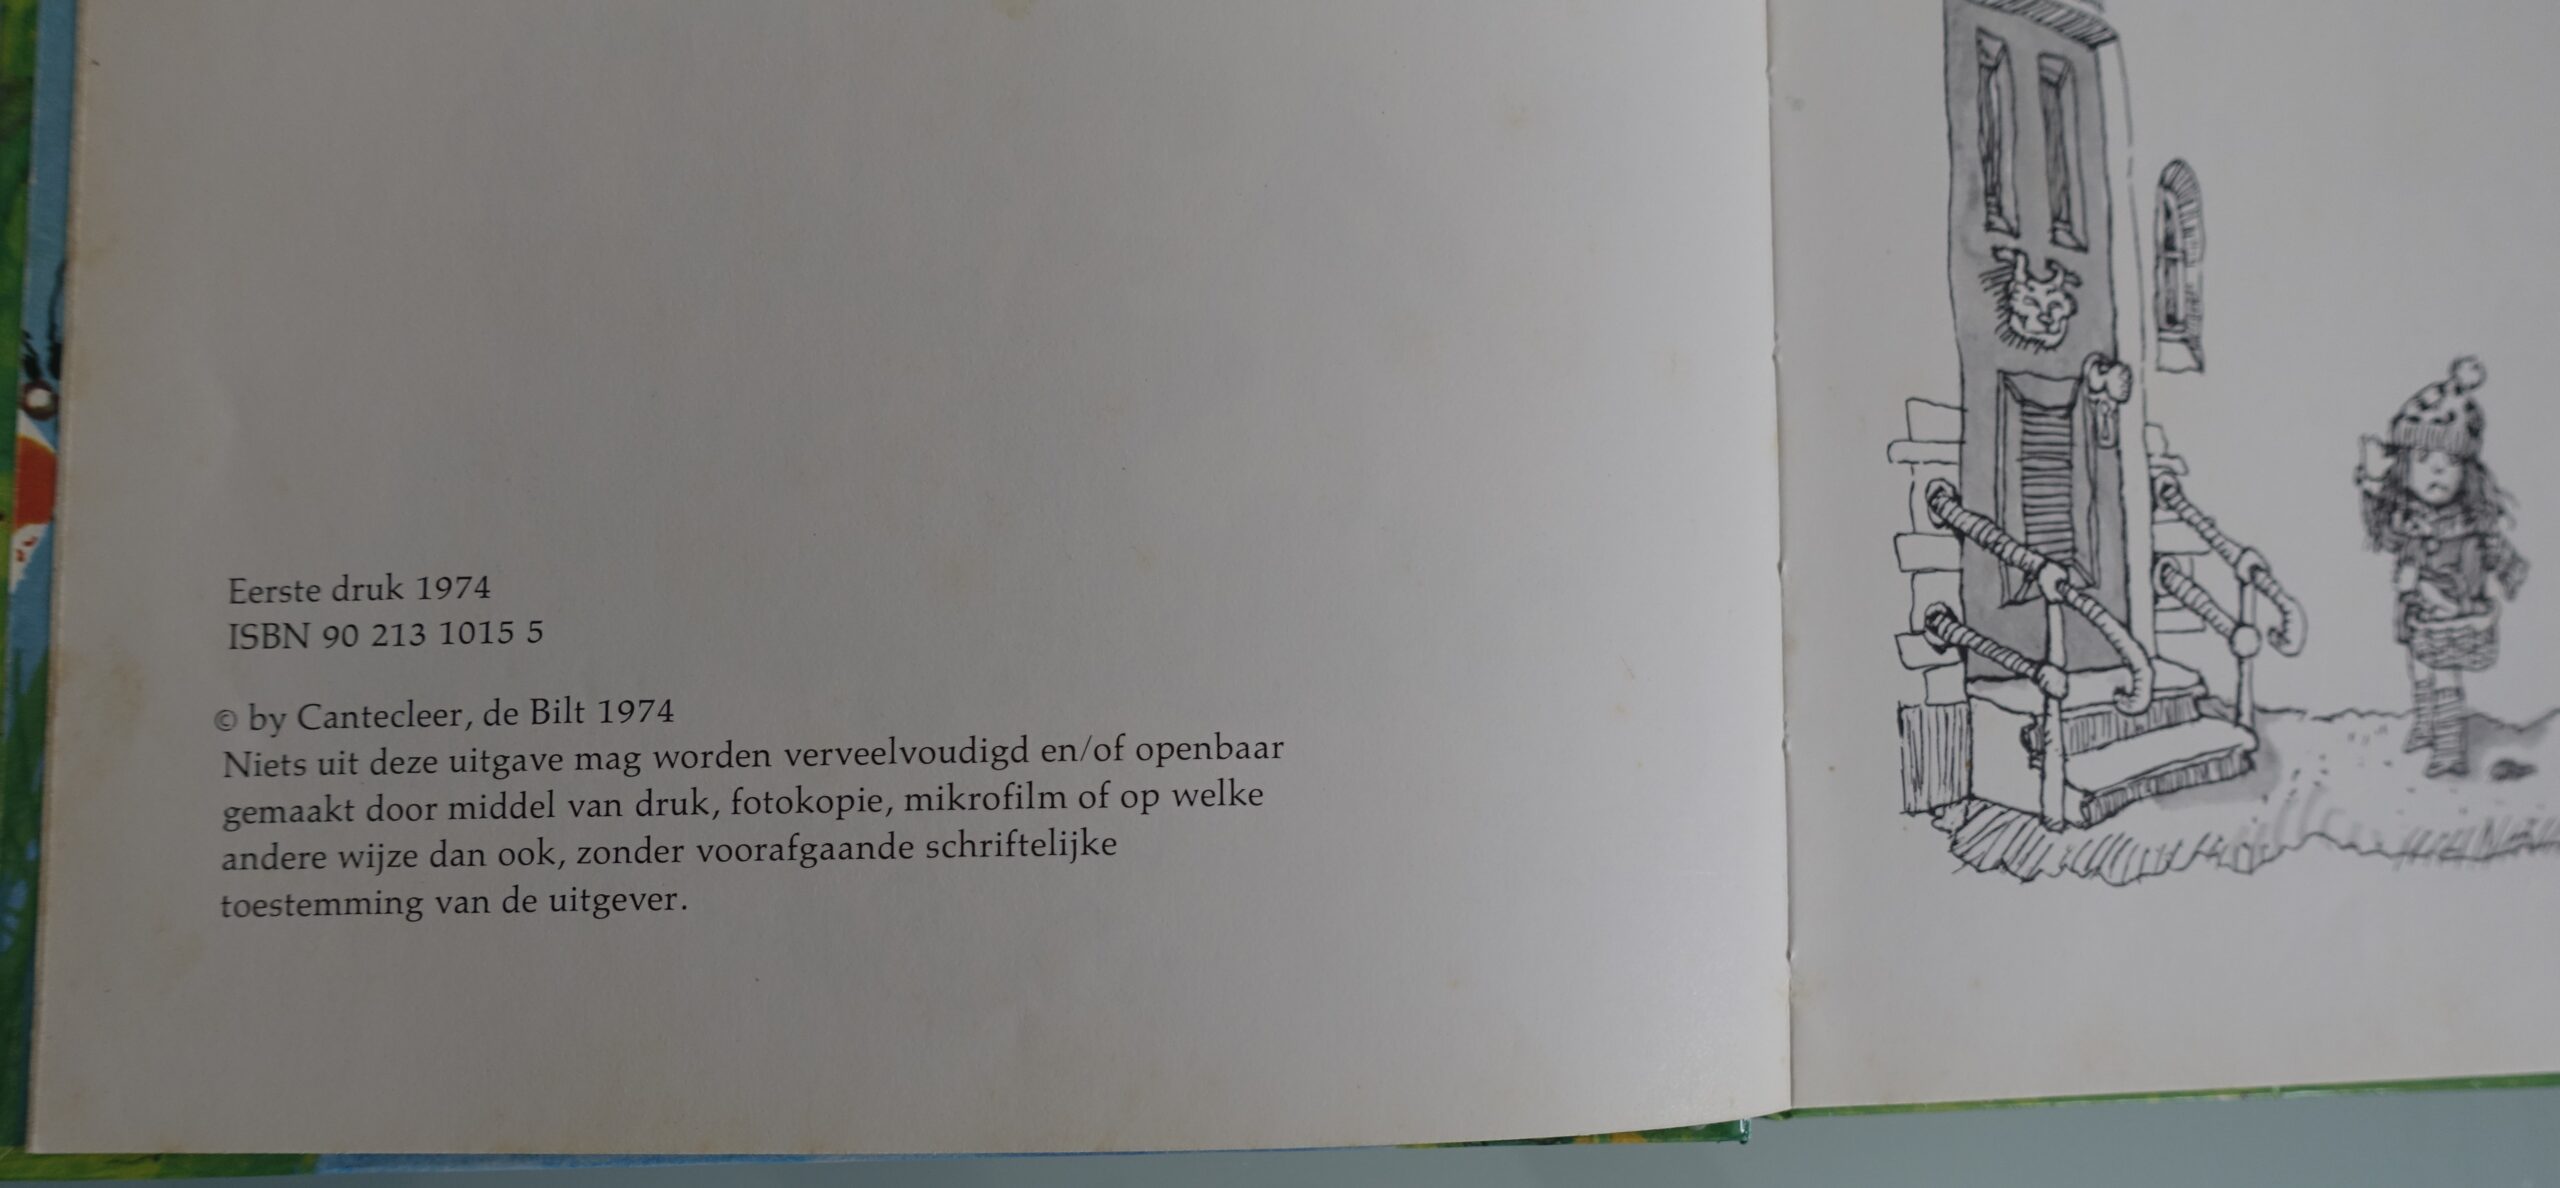 Eerste druk 1974
ISBN 90 213 1015 5
© by Cantecleer, de Bilt 1974
Niets uit deze uitgave mag worden verveelvoudigd en/of openbaar
gemaakt door middel van druk, fotokopie, mikrofilm of op welke
andere wijze dan ook, zonder voorafgaande schriftelijke
toestemming van de uitgever.